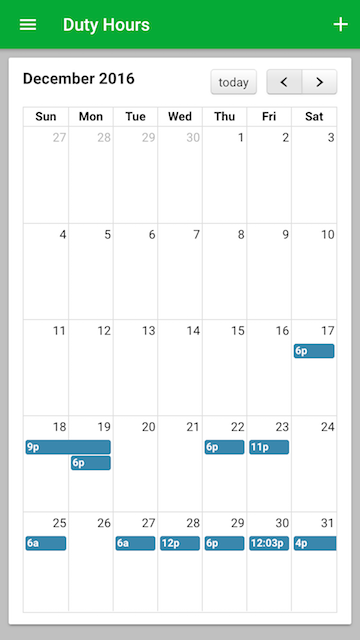 Duty Hours
December 2016
today
Sun Mon Tue Wed Thu Fri Sat
27 28 29 30 1 2 3
4 5 6 7 8 9 10
11 12 13 14 15 16 17
6p
18 19 20 21 22 23 24
9p 6p 11p
6p
25 26 27 28 29 30 31
6a 6a 12p 6p 12:03p 4p